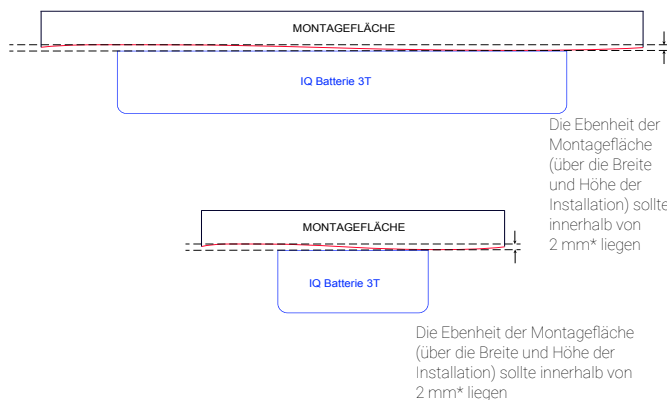 MONTAGEFLÄCHE
IQ Batterie 3T
Die Ebenheit der
Montagefläche
(über die Breite
und Höhe der
Installation) sollte
innerhalb von
2 mm* liegen
MONTAGEFLÄCHE
IQ Batterie 3T
Die Ebenheit der Montagefläche
(über die Breite und Höhe der
Installation) sollte innerhalb von
2 mm* liegen